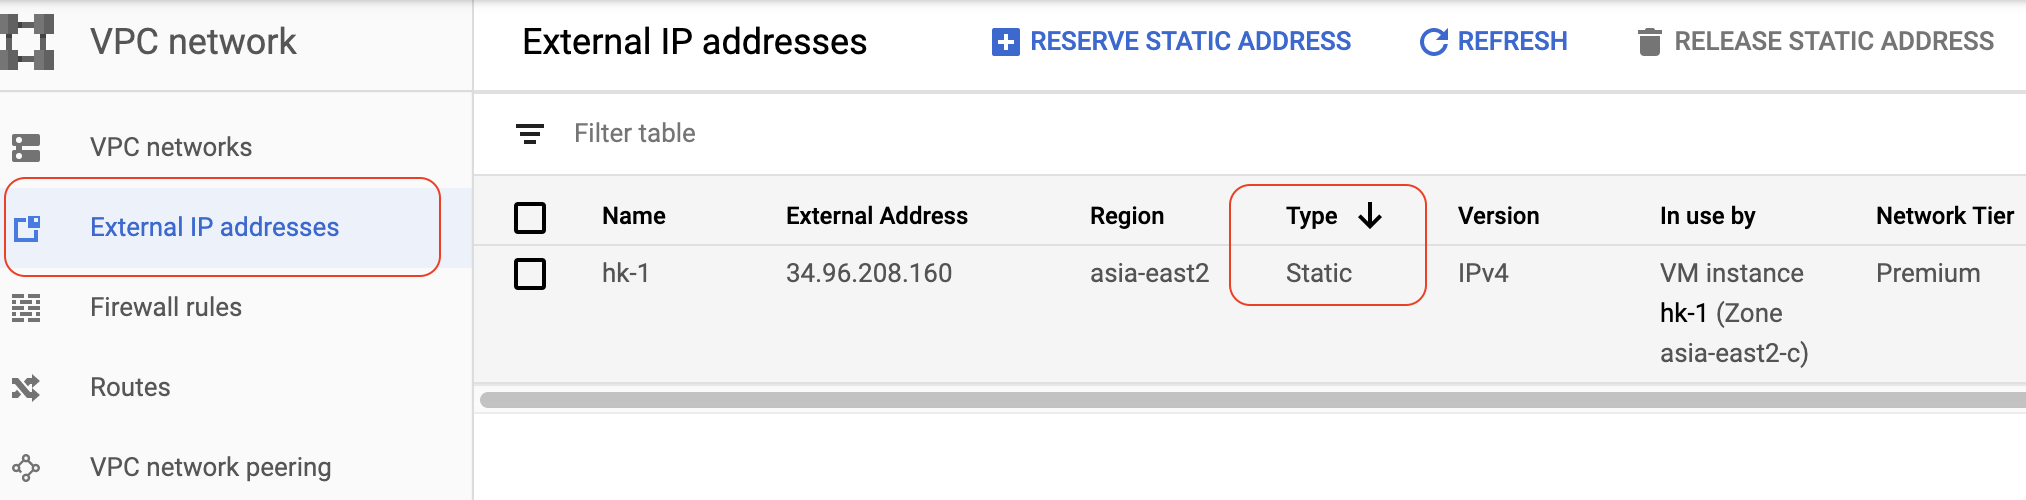 VPC network
External IP addresses
RESERVE STATIC ADDRESS
REFRESH
RELEASE STATIC ADDRESS
VPC networks
External IP addresses
Firewall rules
Routes
VPC network peering
Filter table
Name External Address Region Type Version In use by Network Tier
hk-1 34.96.208.160 asia-east2 Static IPv4 VM instance Premium
hk-1 (Zone
asia-east2-c)